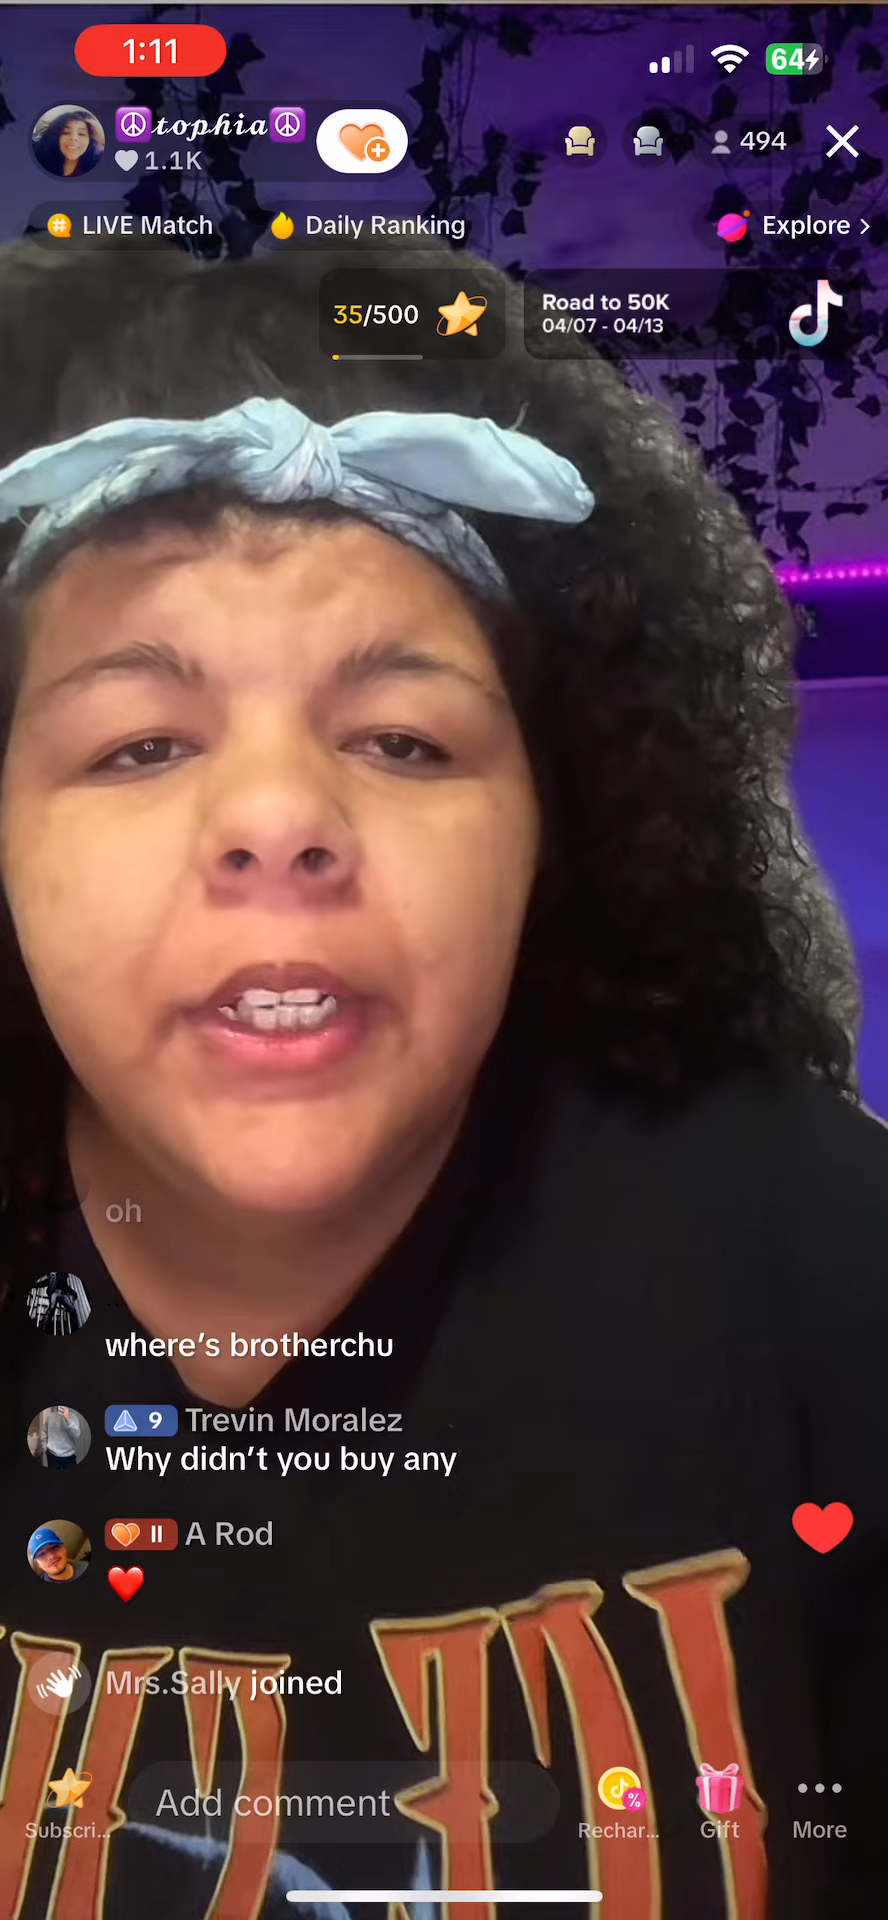 1:11
64
☮tophia☮
1.1K
494
LIVE Match
Daily Ranking
Explore >
35/500
Road to 50K
04/07 - 04/13
oh
where's brotherchu
9 Trevin Moralez
Why didn't you buy any
II A Rod
❤️
Mrs.Sally joined
Add comment
Subscri...
Rechar...
Gift
More